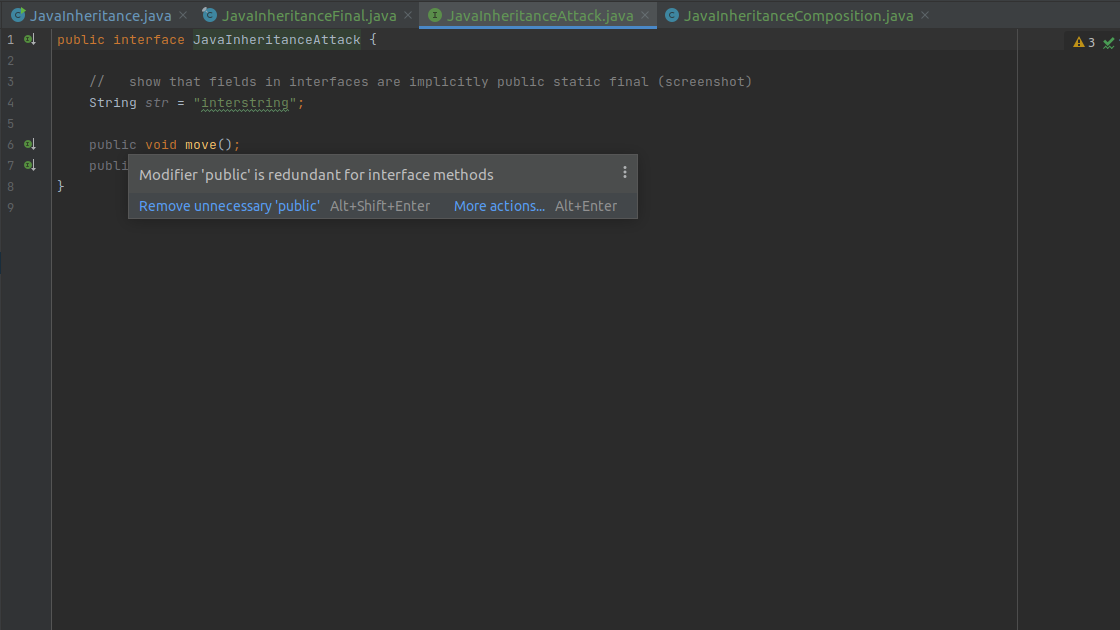 JavaInheritance.java JavaInheritanceFinal.java JavaInheritanceAttack.java JavaInheritanceComposition.java
1 public interface JavaInheritanceAttack { 3
2
3 // show that fields in interfaces are implicitly public static final (screenshot)
4 String str = "interstring";
5
6 public void move();
7 publi
Modifier 'public' is redundant for interface methods
8 }
Remove unnecessary 'public' Alt+Shift+Enter More actions... Alt+Enter
9